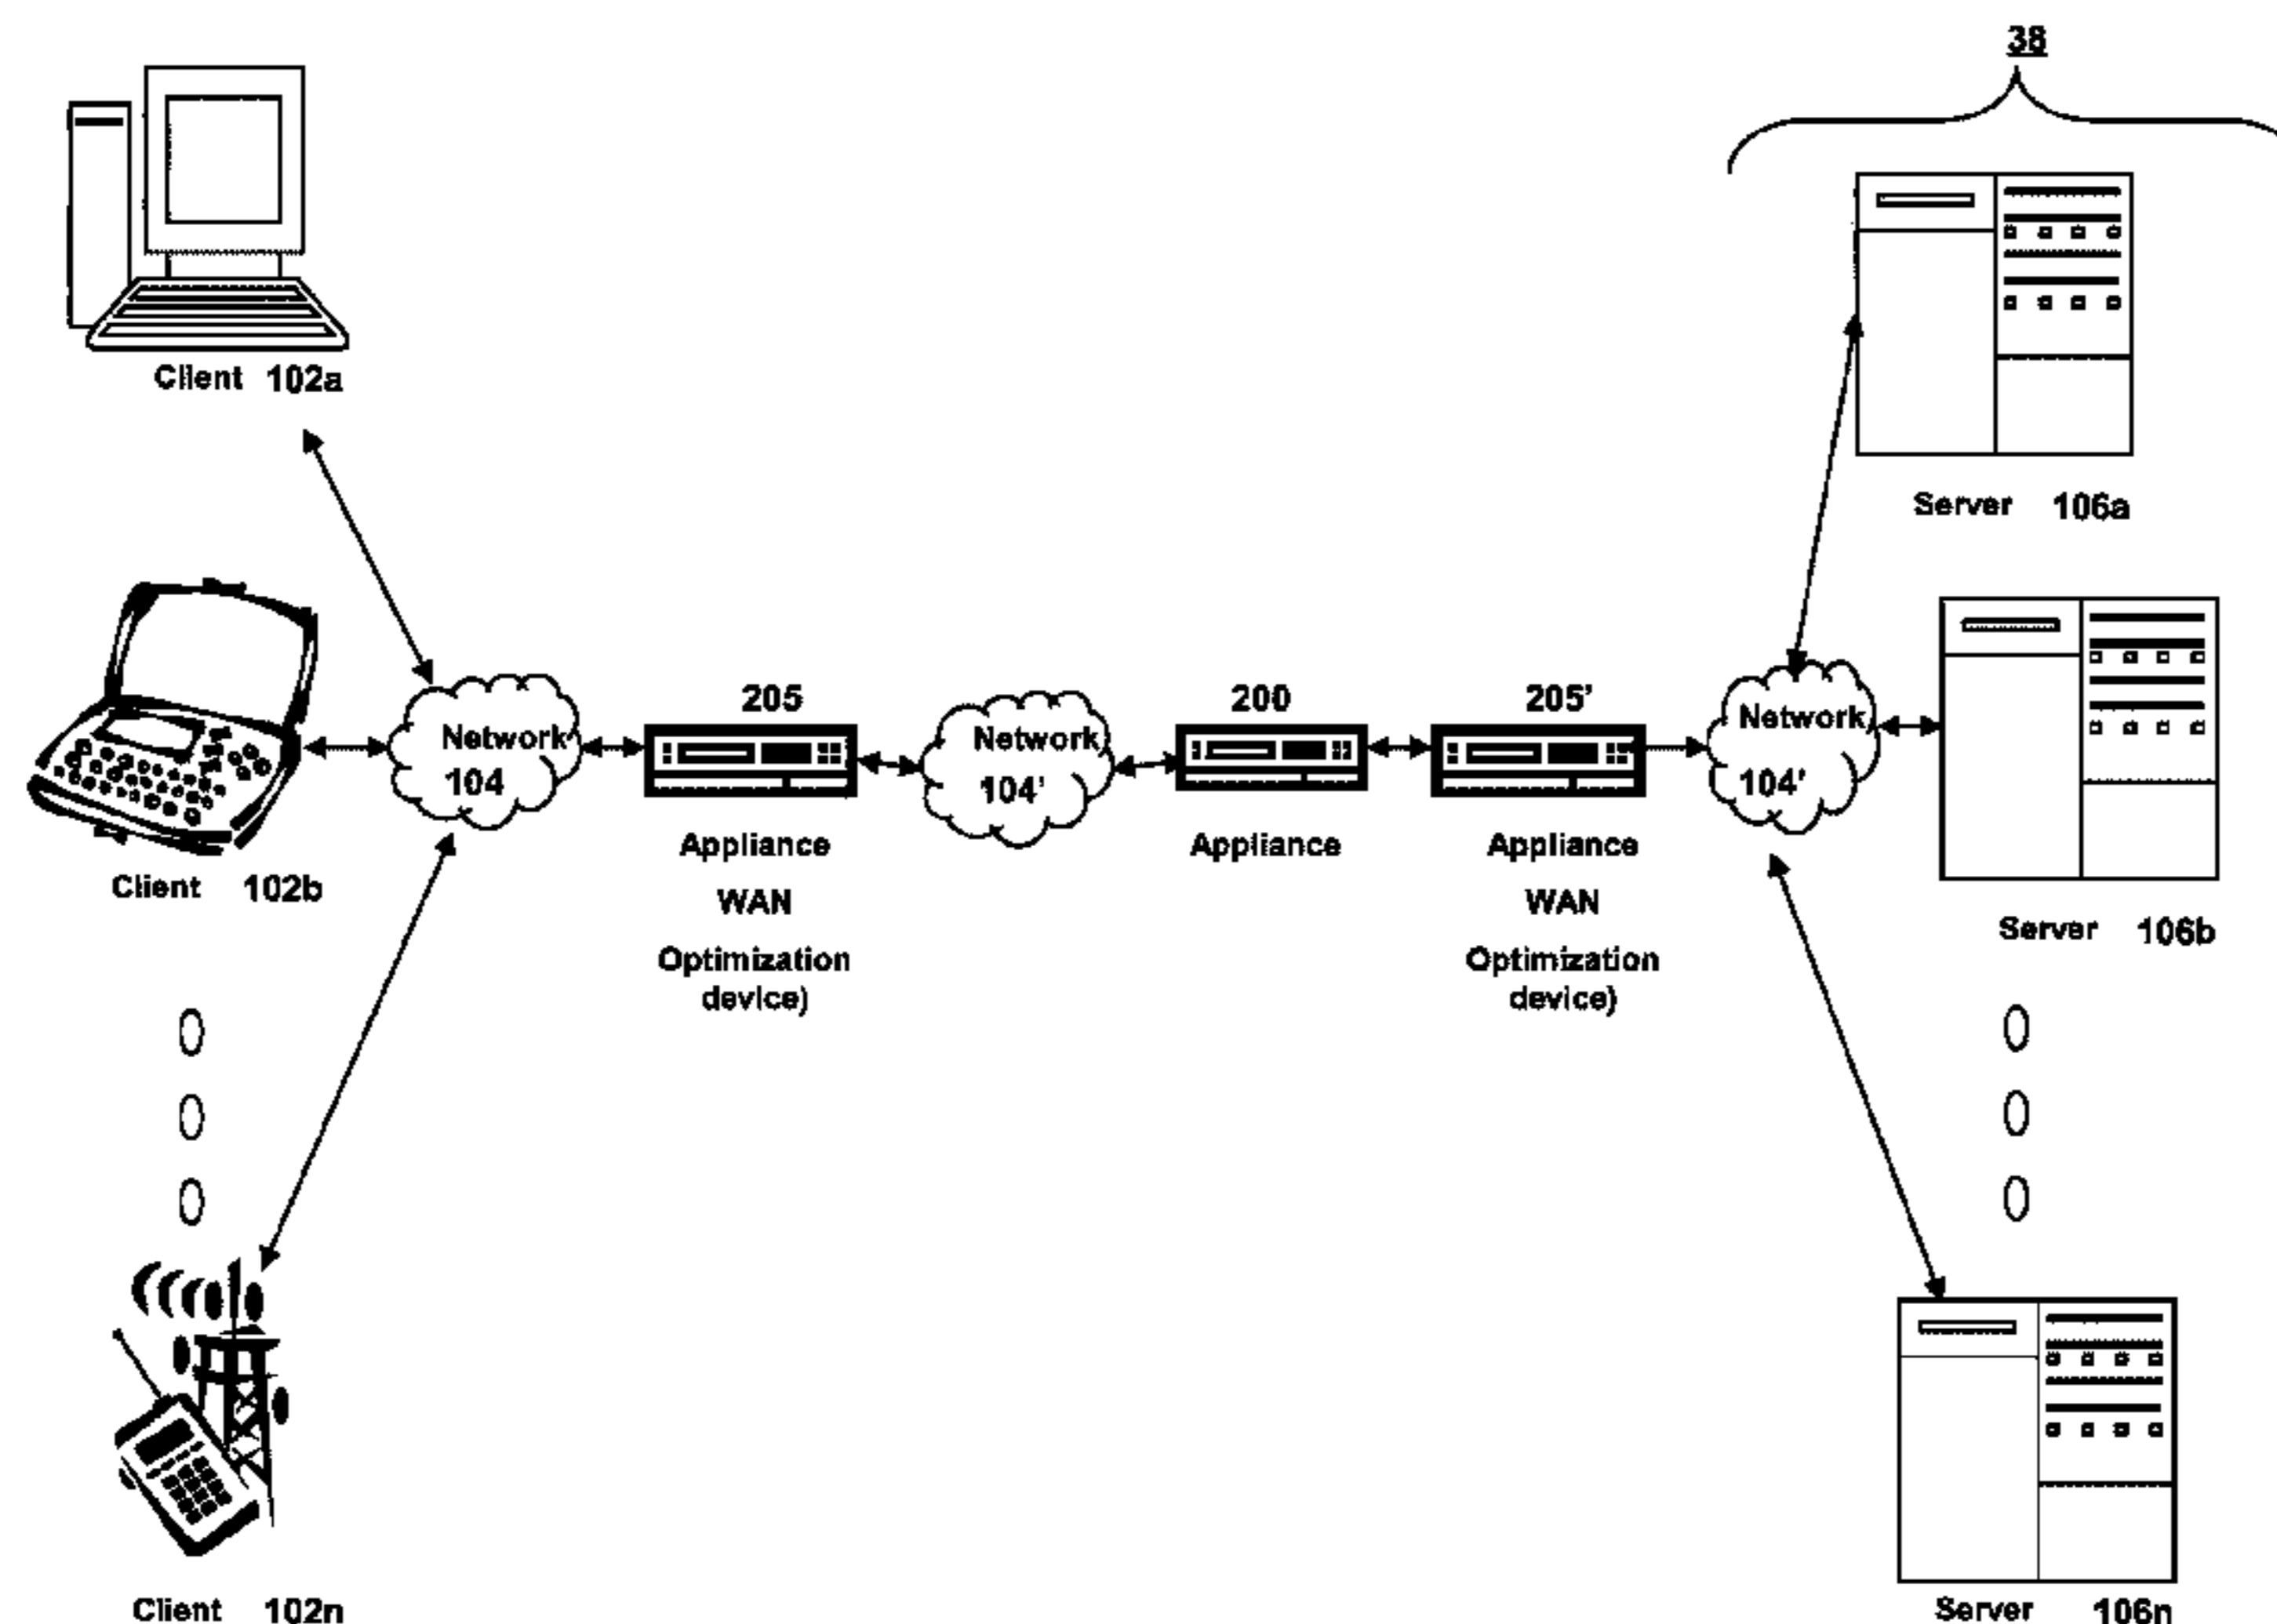 38
Client 102a
Server 106a
205
200
205'
Network
104
Network
104'
Network
104'
Appliance
WAN
Optimization
device)
Appliance
Appliance
WAN
Optimization
device)
Client 102b
Server 106b
Client 102n
Server 106n